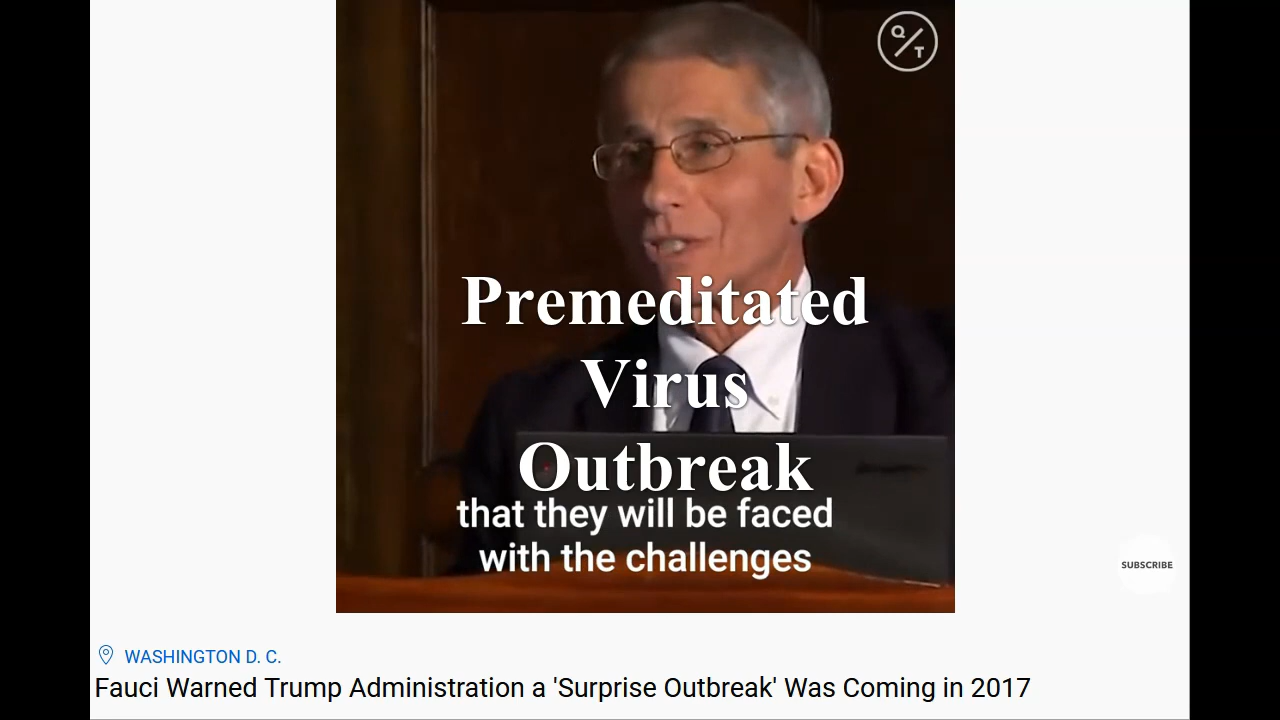 Q
T
Premeditated
Virus
Outbreak
that they will be faced
with the challenges
SUBSCRIBE
WASHINGTON D. C.
Fauci Warned Trump Administration a 'Surprise Outbreak' Was Coming in 2017